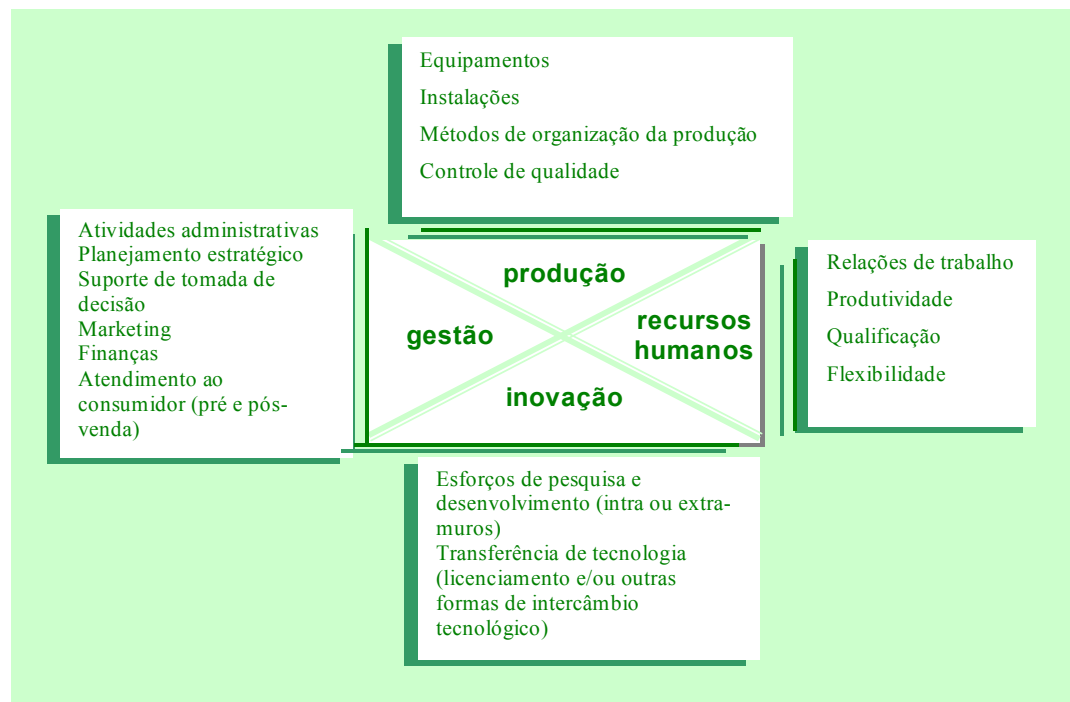 Equipamentos
Instalações
Métodos de organização da produção
Controle de qualidade
Atividades administrativas
Planejamento estratégico
Suporte de tomada de
decisão
Marketing
Finanças
Atendimento ao
consumidor (pré e pós-
venda)
produção
gestão
recursos
humanos
inovação
Relações de trabalho
Produtividade
Qualificação
Flexibilidade
Esforços de pesquisa e
desenvolvimento (intra ou extra-
muros)
Transferência de tecnologia
(licenciamento e/ou outras
formas de intercâmbio
tecnológico)